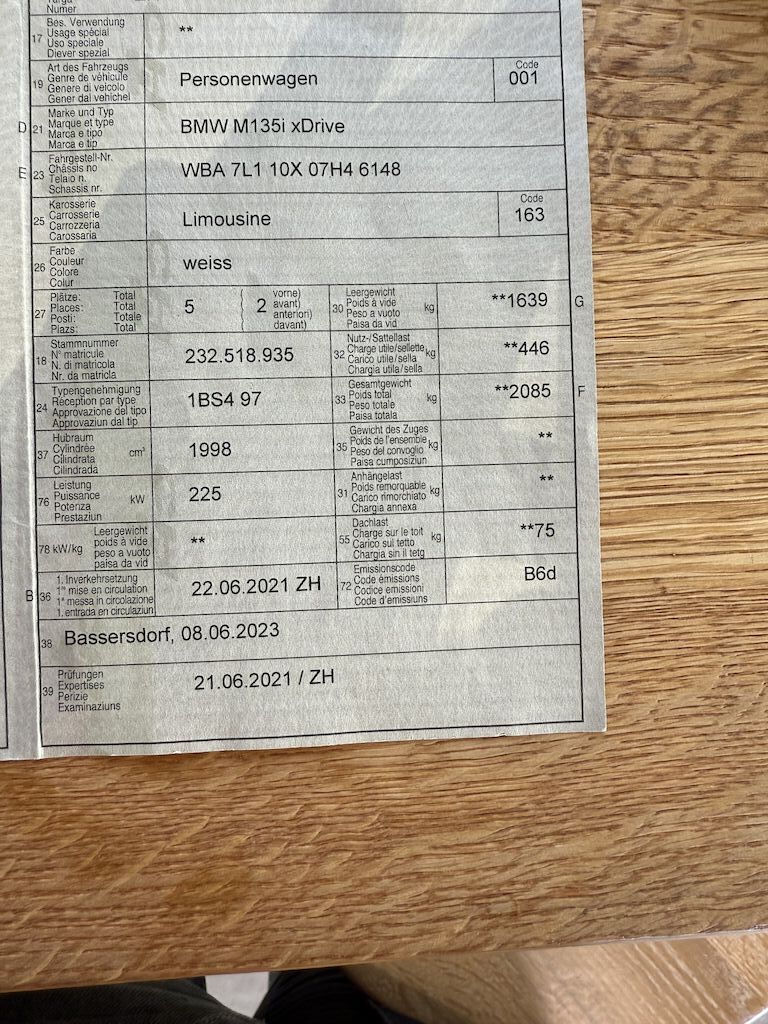 Targa
Numer
17 Bes. Verwendung
Usage spécial
Uso speciale
Diever spezial
**
19 Art des Fahrzeugs
Genre de véhicule
Genere di veicolo
Gener dal vehichel
Personenwagen
Code
001
D 21 Marke und Typ
Marque et type
Marca e tipo
Marca e tip
BMW M135i xDrive
E 23 Fahrgestell-Nr.
Châssis no
Telaio n.
Schassis nr.
WBA 7L1 10X 07H4 6148
25 Karosserie
Carrosserie
Carrozzeria
Carossaria
Limousine
Code
163
26 Farbe
Couleur
Colore
Colur
weiss
27 Plätze: Total
Places: Total
Posti: Totale
Plazs: Total
5 ( 2 vorne)
( avant)
( anteriori)
( davant)
30 Leergewicht
Poids à vide kg
Peso a vuoto
Paisa da vid
**1639 G
18 Stammnummer
N° matricule
N. di matricola
Nr. da matricla
232.518.935
32 Nutz-/Sattellast
Charge utile/sellette kg
Carico utile/sella
Chargia utila/sella
**446
24 Typengenehmigung
Réception par type
Approvazione del tipo
Approvaziun dal tip
1BS4 97
33 Gesamtgewicht
Poids total kg
Peso totale
Paisa totala
**2085 F
37 Hubraum
Cylindrée cm³
Cilindrata
Cilindrada
1998
35 Gewicht des Zuges
Poids de l'ensemble kg
Peso del convoglio
Paisa cumposiziun
**
76 Leistung
Puissance kW
Potenza
Prestaziun
225
31 Anhängelast
Poids remorquable kg
Carico rimorchiato
Chargia annexa
**
78 kW/kg Leergewicht
poids à vide
peso a vuoto
paisa da vid
**
55 Dachlast
Charge sur le toit kg
Carico sul tetto
Chargia sin il tetg
**75
B 36 1. Inverkehrsetzung
1re mise en circulation
1a messa in circolazione
1. entrada en circulaziun
22.06.2021 ZH
72 Emissionscode
Code émissions
Codice emissioni
Code d'emissiuns
B6d
38 Bassersdorf, 08.06.2023
39 Prüfungen
Expertises
Perizie
Examinaziuns
21.06.2021 / ZH